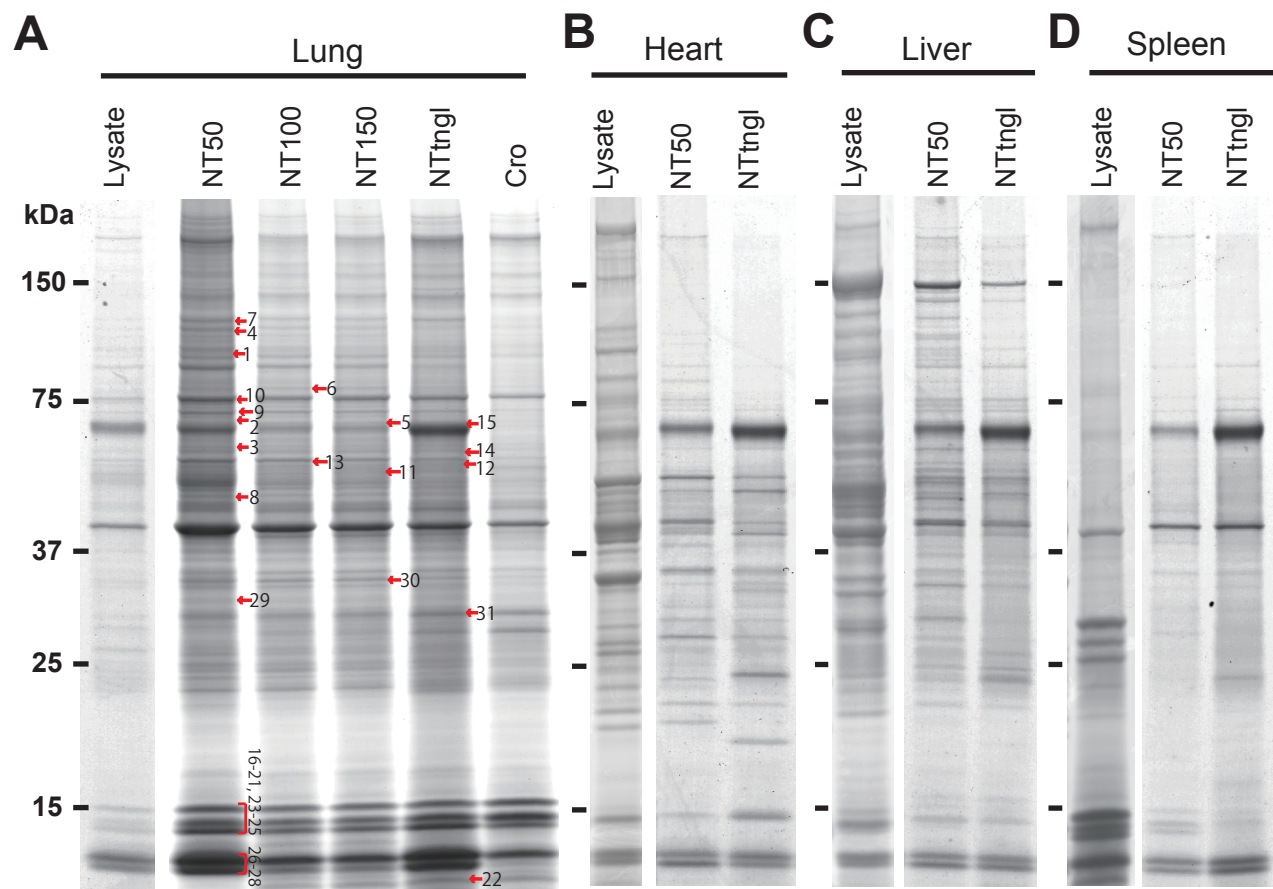 A
B
C
D
Lung
Heart
Liver
Spleen
Lysate
NT50
NT100
NT150
NTtngl
Cro
Lysate
NT50
NTtngl
Lysate
NT50
NTtngl
Lysate
NT50
NTtngl
kDa
150
75
37
25
15
7
4
1
10
9
2
3
8
29
6
13
5
11
30
15
14
12
31
22
16-21, 23-25
26-28